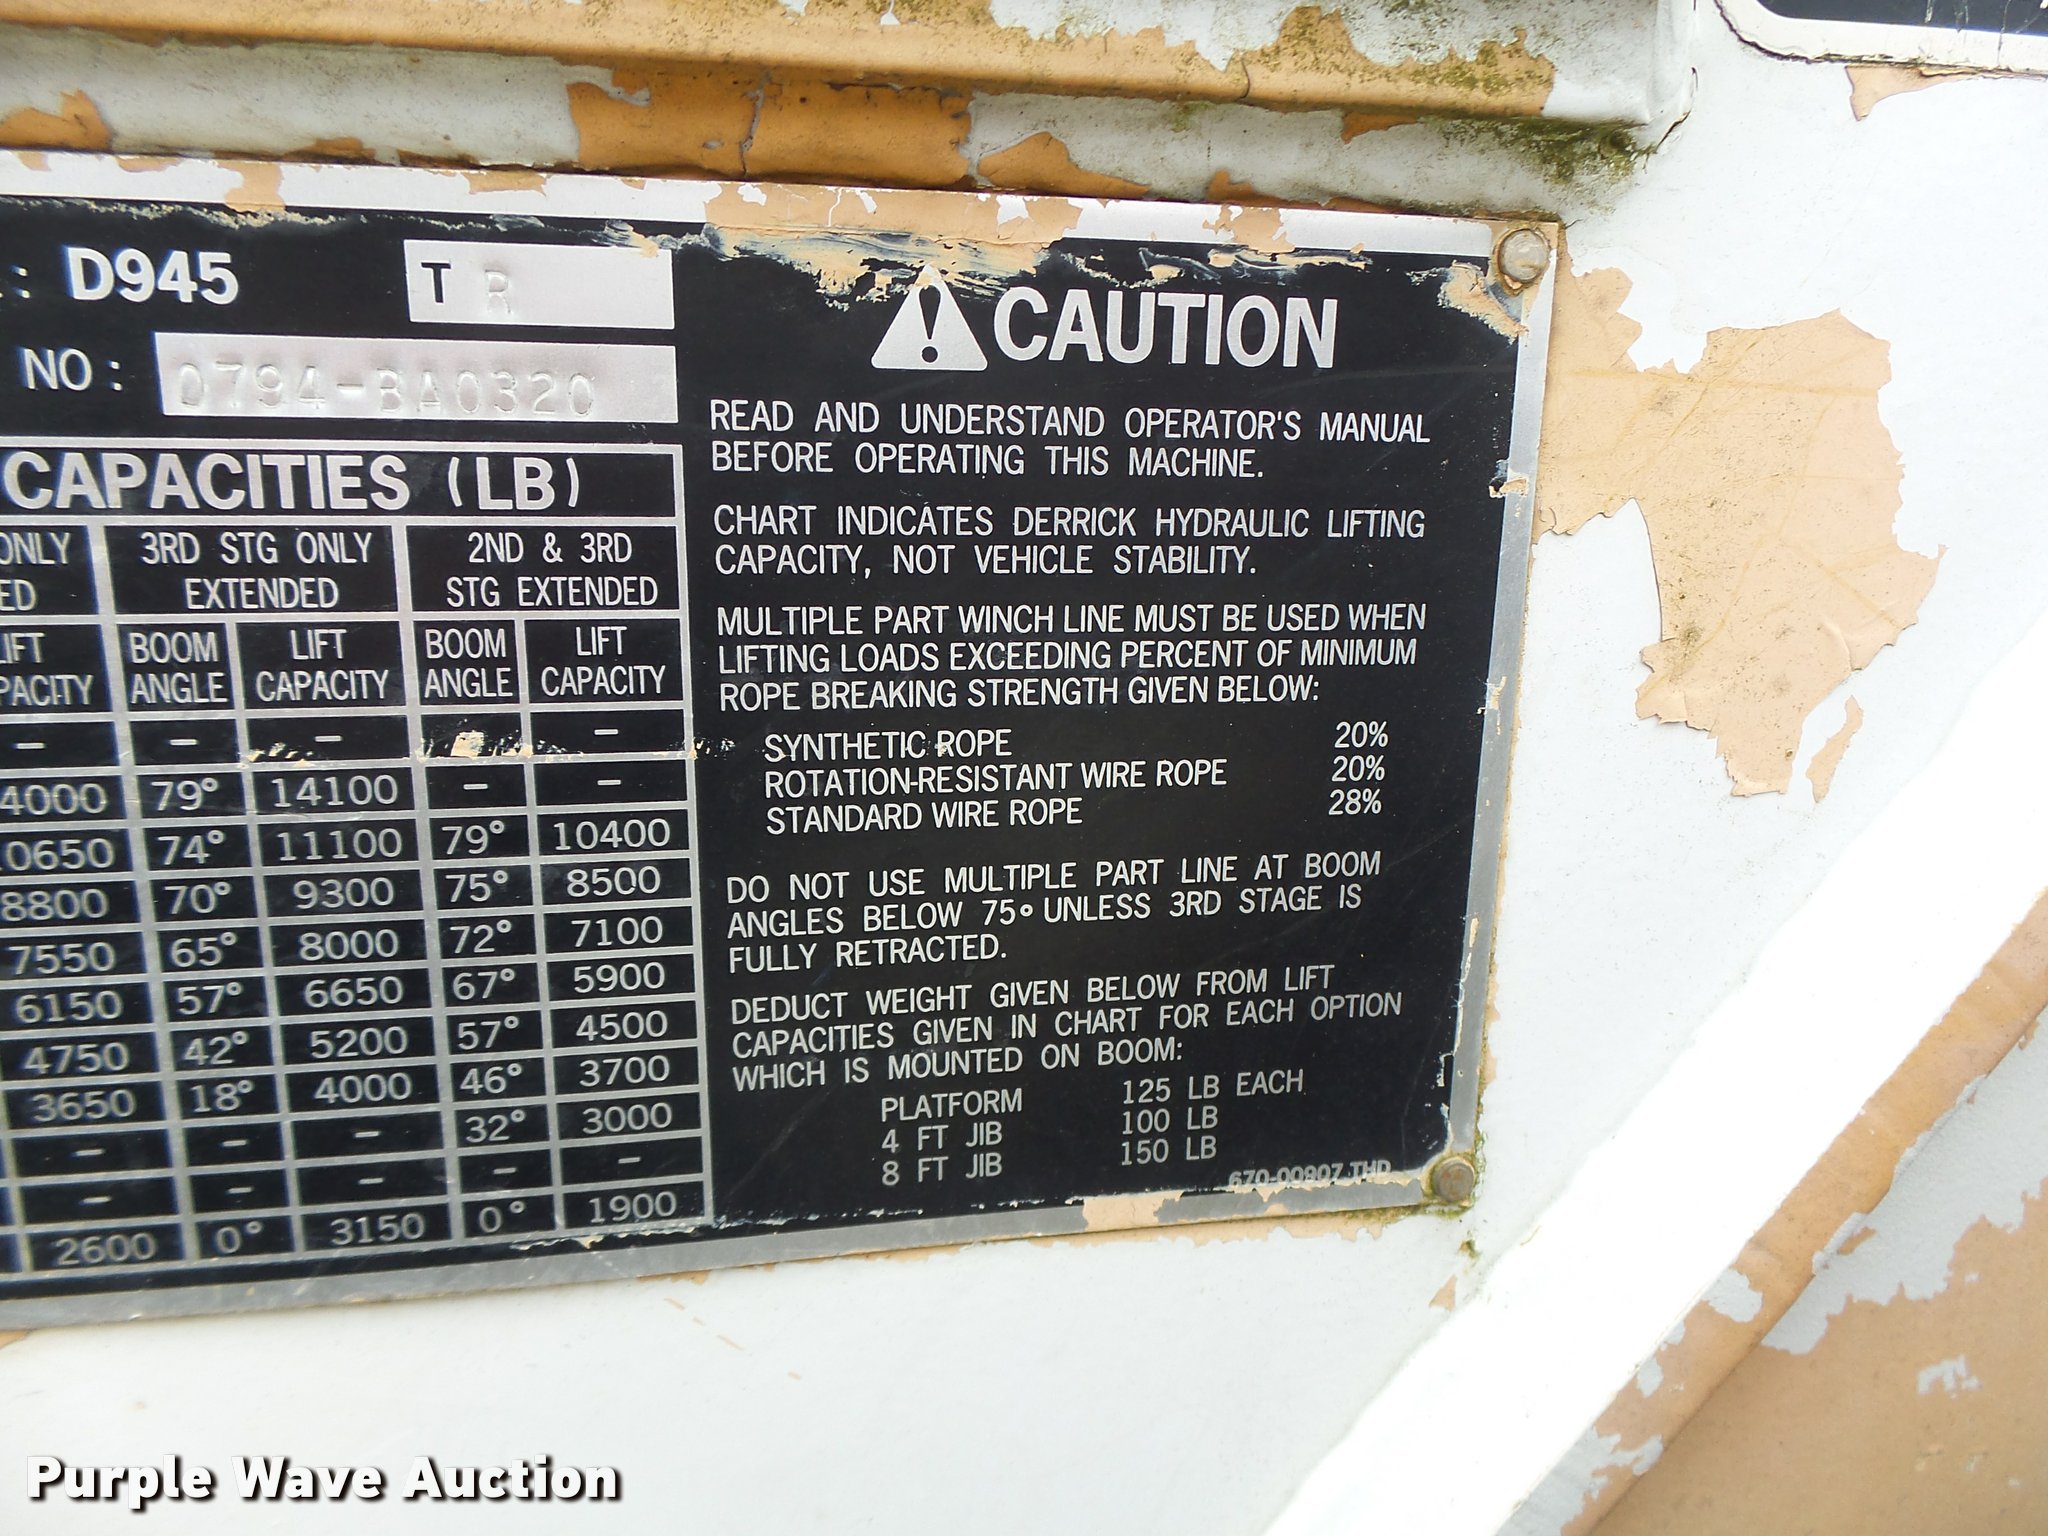 : D945 T R
NO: D794-BA0320
CAPACITIES (LB)
ONLY 3RD STG ONLY 2ND & 3RD
ED EXTENDED STG EXTENDED
BOOM LIFT BOOM LIFT
ANGLE CAPACITY ANGLE CAPACITY
– – – –
4000 79° 14100 – –
0650 74° 11100 79° 10400
8800 70° 9300 75° 8500
7550 65° 8000 72° 7100
6150 57° 6650 67° 5900
4750 42° 5200 57° 4500
3650 18° 4000 46° 3700
– – – 32° 3000
– – – – –
2600 0° 3150 0° 1900
CAUTION
READ AND UNDERSTAND OPERATOR'S MANUAL
BEFORE OPERATING THIS MACHINE.
CHART INDICATES DERRICK HYDRAULIC LIFTING
CAPACITY, NOT VEHICLE STABILITY.
MULTIPLE PART WINCH LINE MUST BE USED WHEN
LIFTING LOADS EXCEEDING PERCENT OF MINIMUM
ROPE BREAKING STRENGTH GIVEN BELOW:
SYNTHETIC ROPE 20%
ROTATION-RESISTANT WIRE ROPE 20%
STANDARD WIRE ROPE 28%
DO NOT USE MULTIPLE PART LINE AT BOOM
ANGLES BELOW 75° UNLESS 3RD STAGE IS
FULLY RETRACTED.
DEDUCT WEIGHT GIVEN BELOW FROM LIFT
CAPACITIES GIVEN IN CHART FOR EACH OPTION
WHICH IS MOUNTED ON BOOM:
PLATFORM 125 LB EACH
4 FT JIB 100 LB
8 FT JIB 150 LB
670-00907 THD
Purple Wave Auction